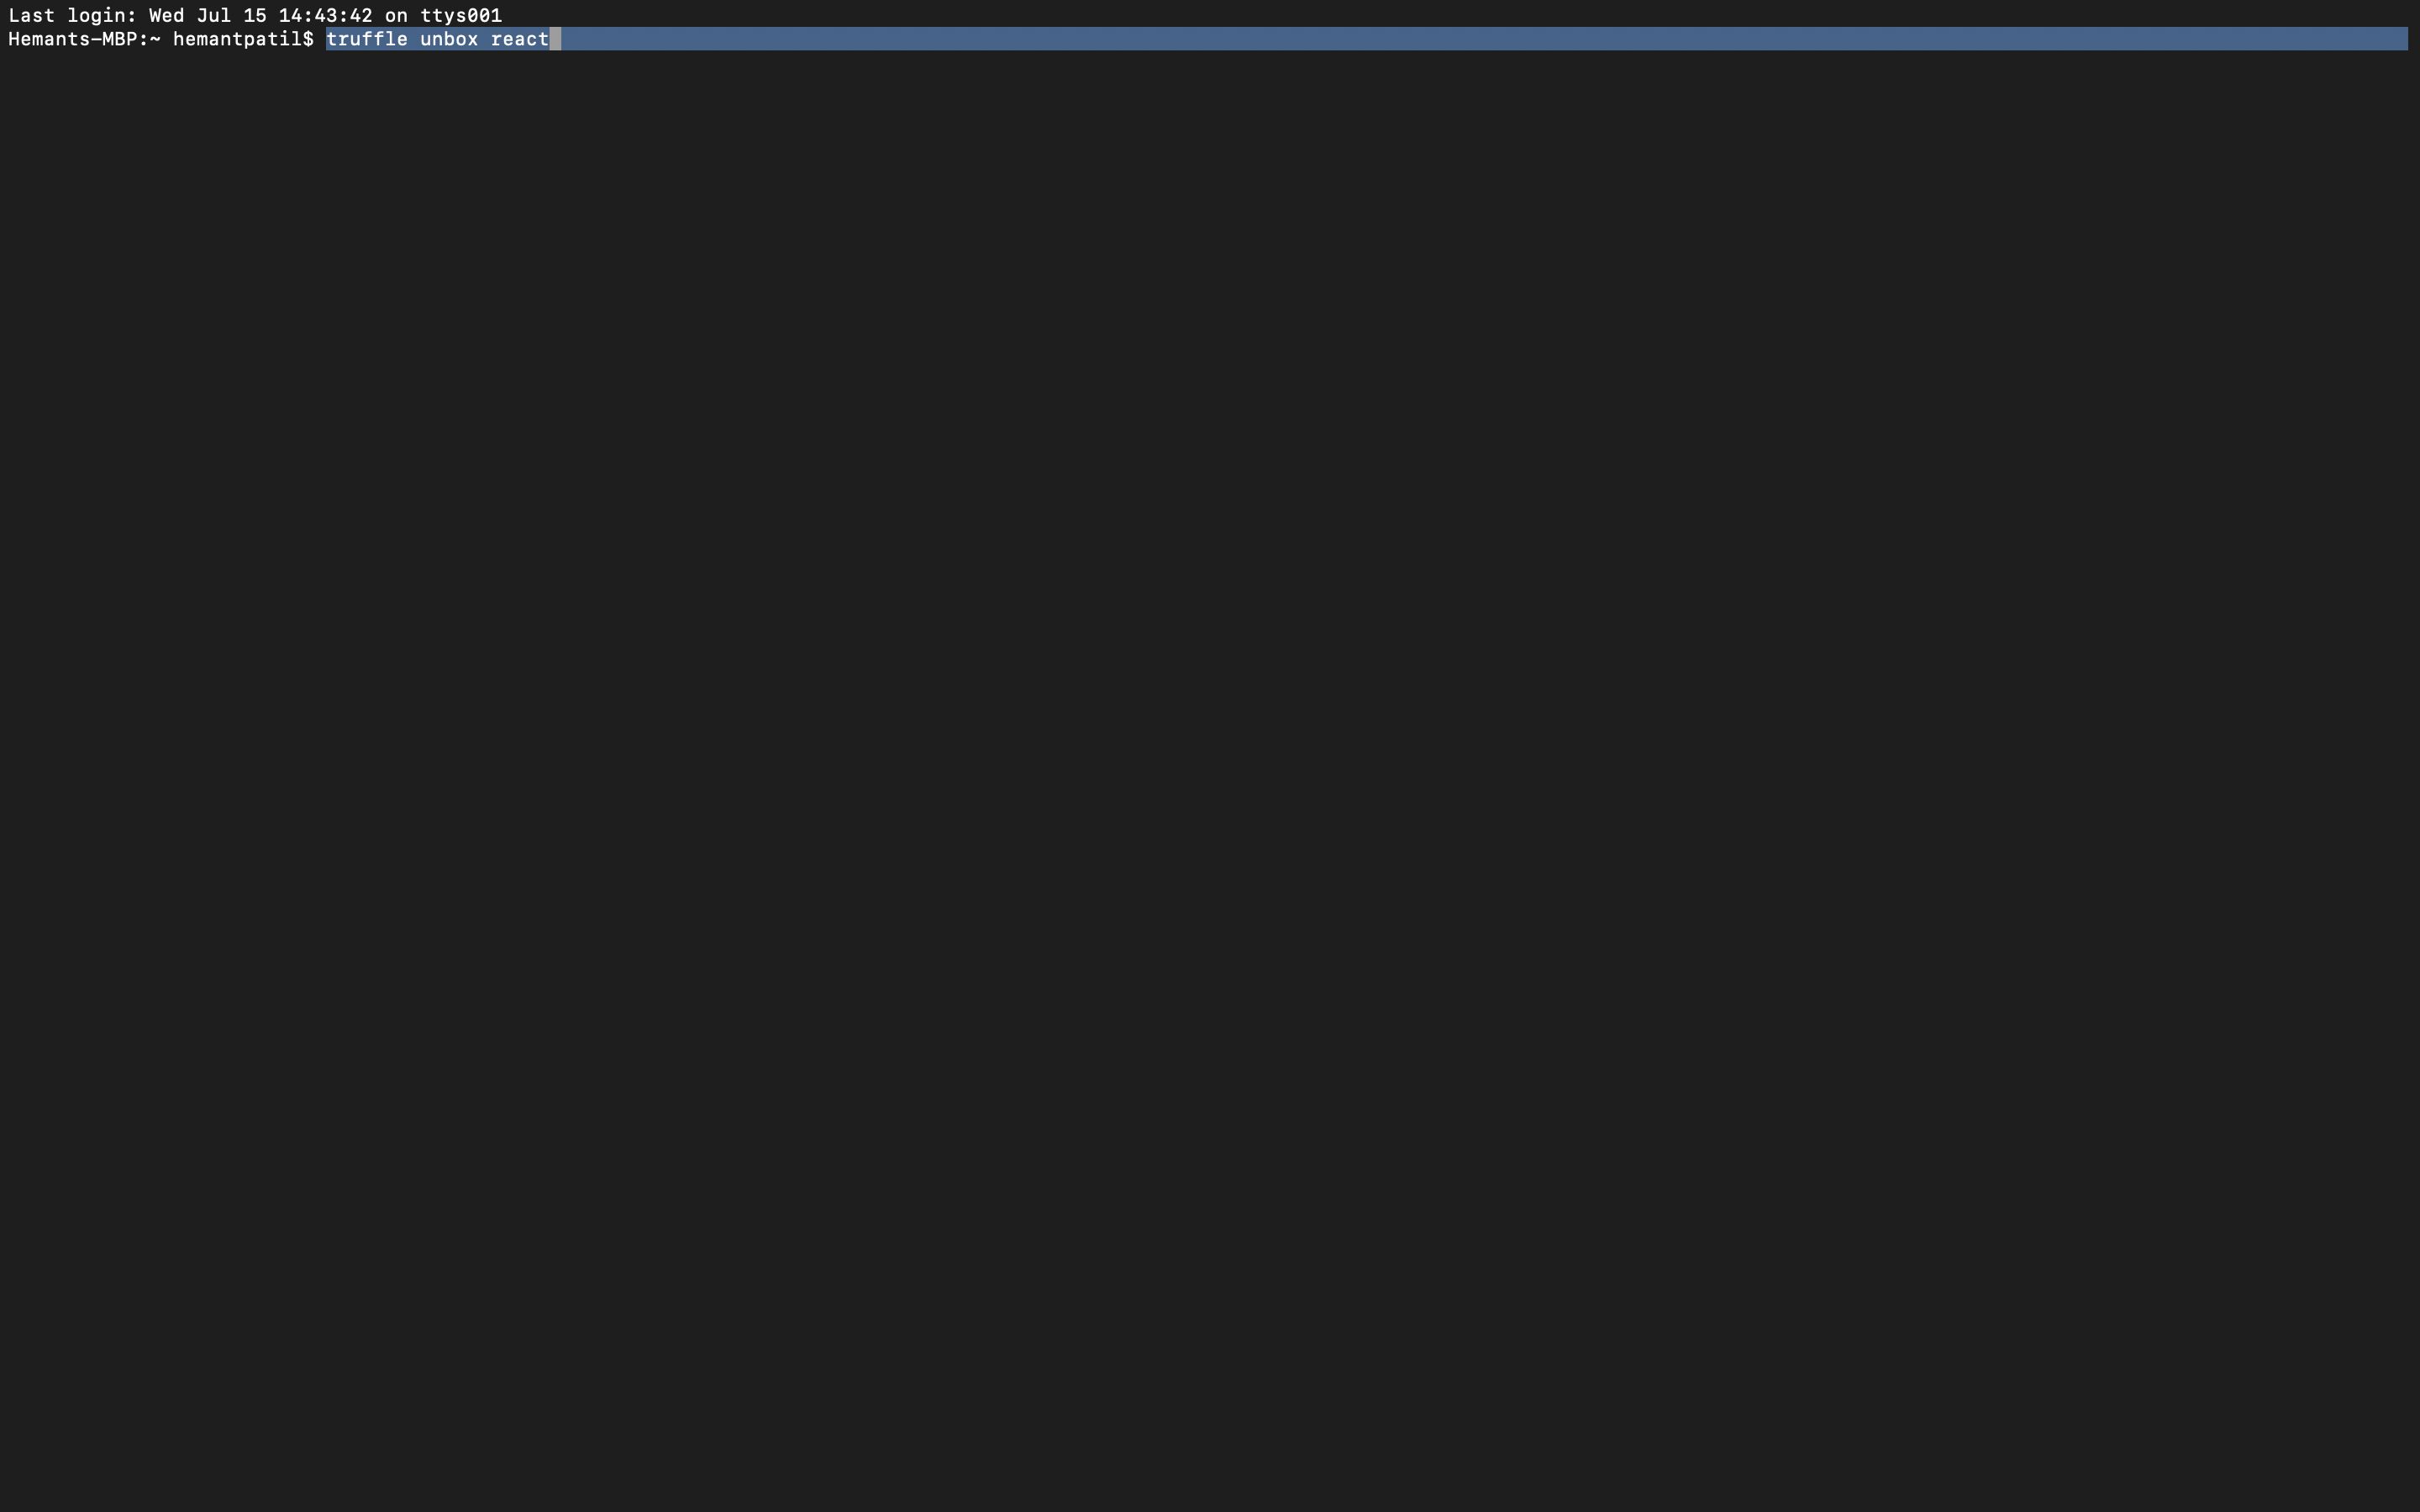 Last login: Wed Jul 15 14:43:42 on ttys001
Hemants-MBP:~ hemantpatil$ truffle unbox react